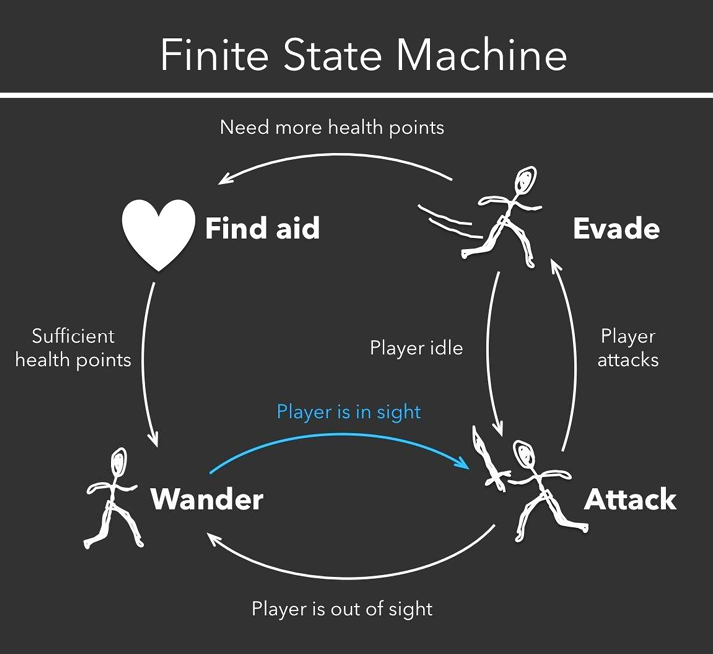 Finite State Machine
Need more health points
Find aid
Evade
Sufficient
health points
Player idle
Player
attacks
Player is in sight
Wander
Attack
Player is out of sight